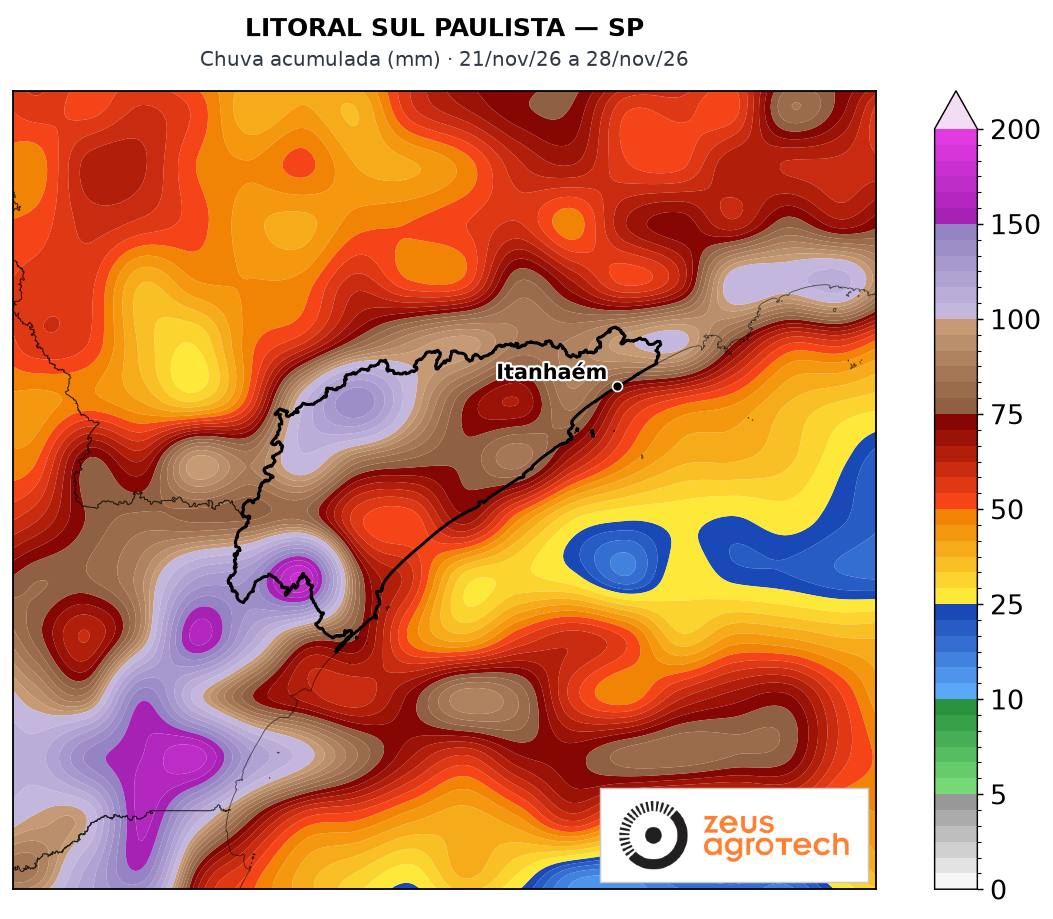 LITORAL SUL PAULISTA — SP
Chuva acumulada (mm) · 21/nov/26 a 28/nov/26
200
150
100
75
50
25
10
5
0
Itanhaém
zeus
agrotech